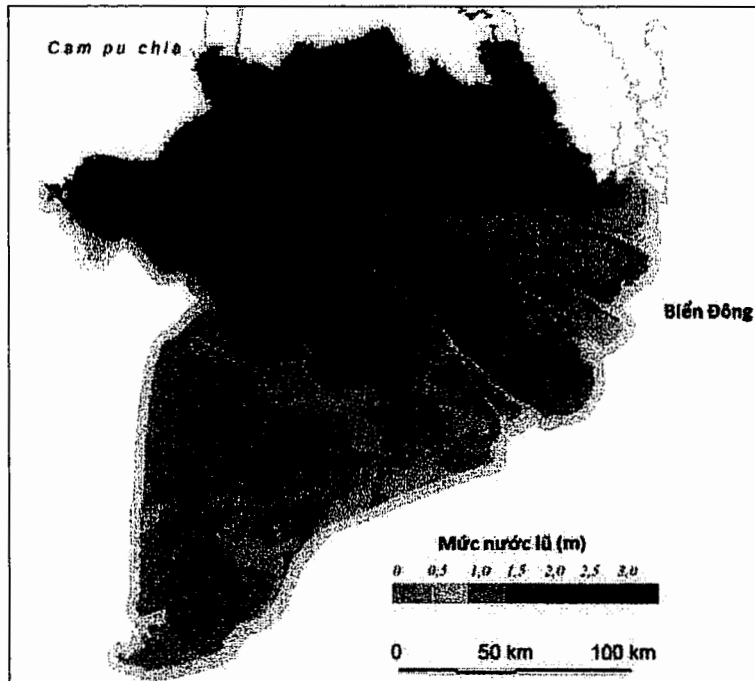 Cam pu chia
Biển Đông
Mức nước lũ (m)
0 0,5 1,0 1,5 2,0 2,5 3,0
0 50 km 100 km